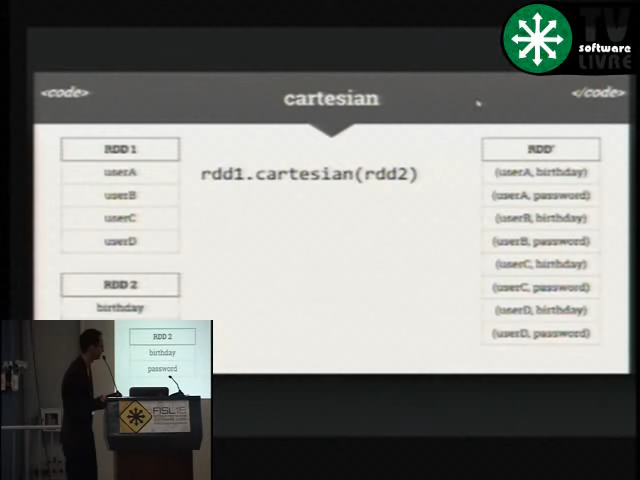 TV
software
LIVRE
<code>
cartesian
</code>
RDD 1
userA
userB
userC
userD
rdd1.cartesian(rdd2)
RDD'
(userA, birthday)
(userA, password)
(userB, birthday)
(userB, password)
(userC, birthday)
(userC, password)
(userD, birthday)
(userD, password)
RDD 2
birthday
RDD 2
birthday
password
FISL15